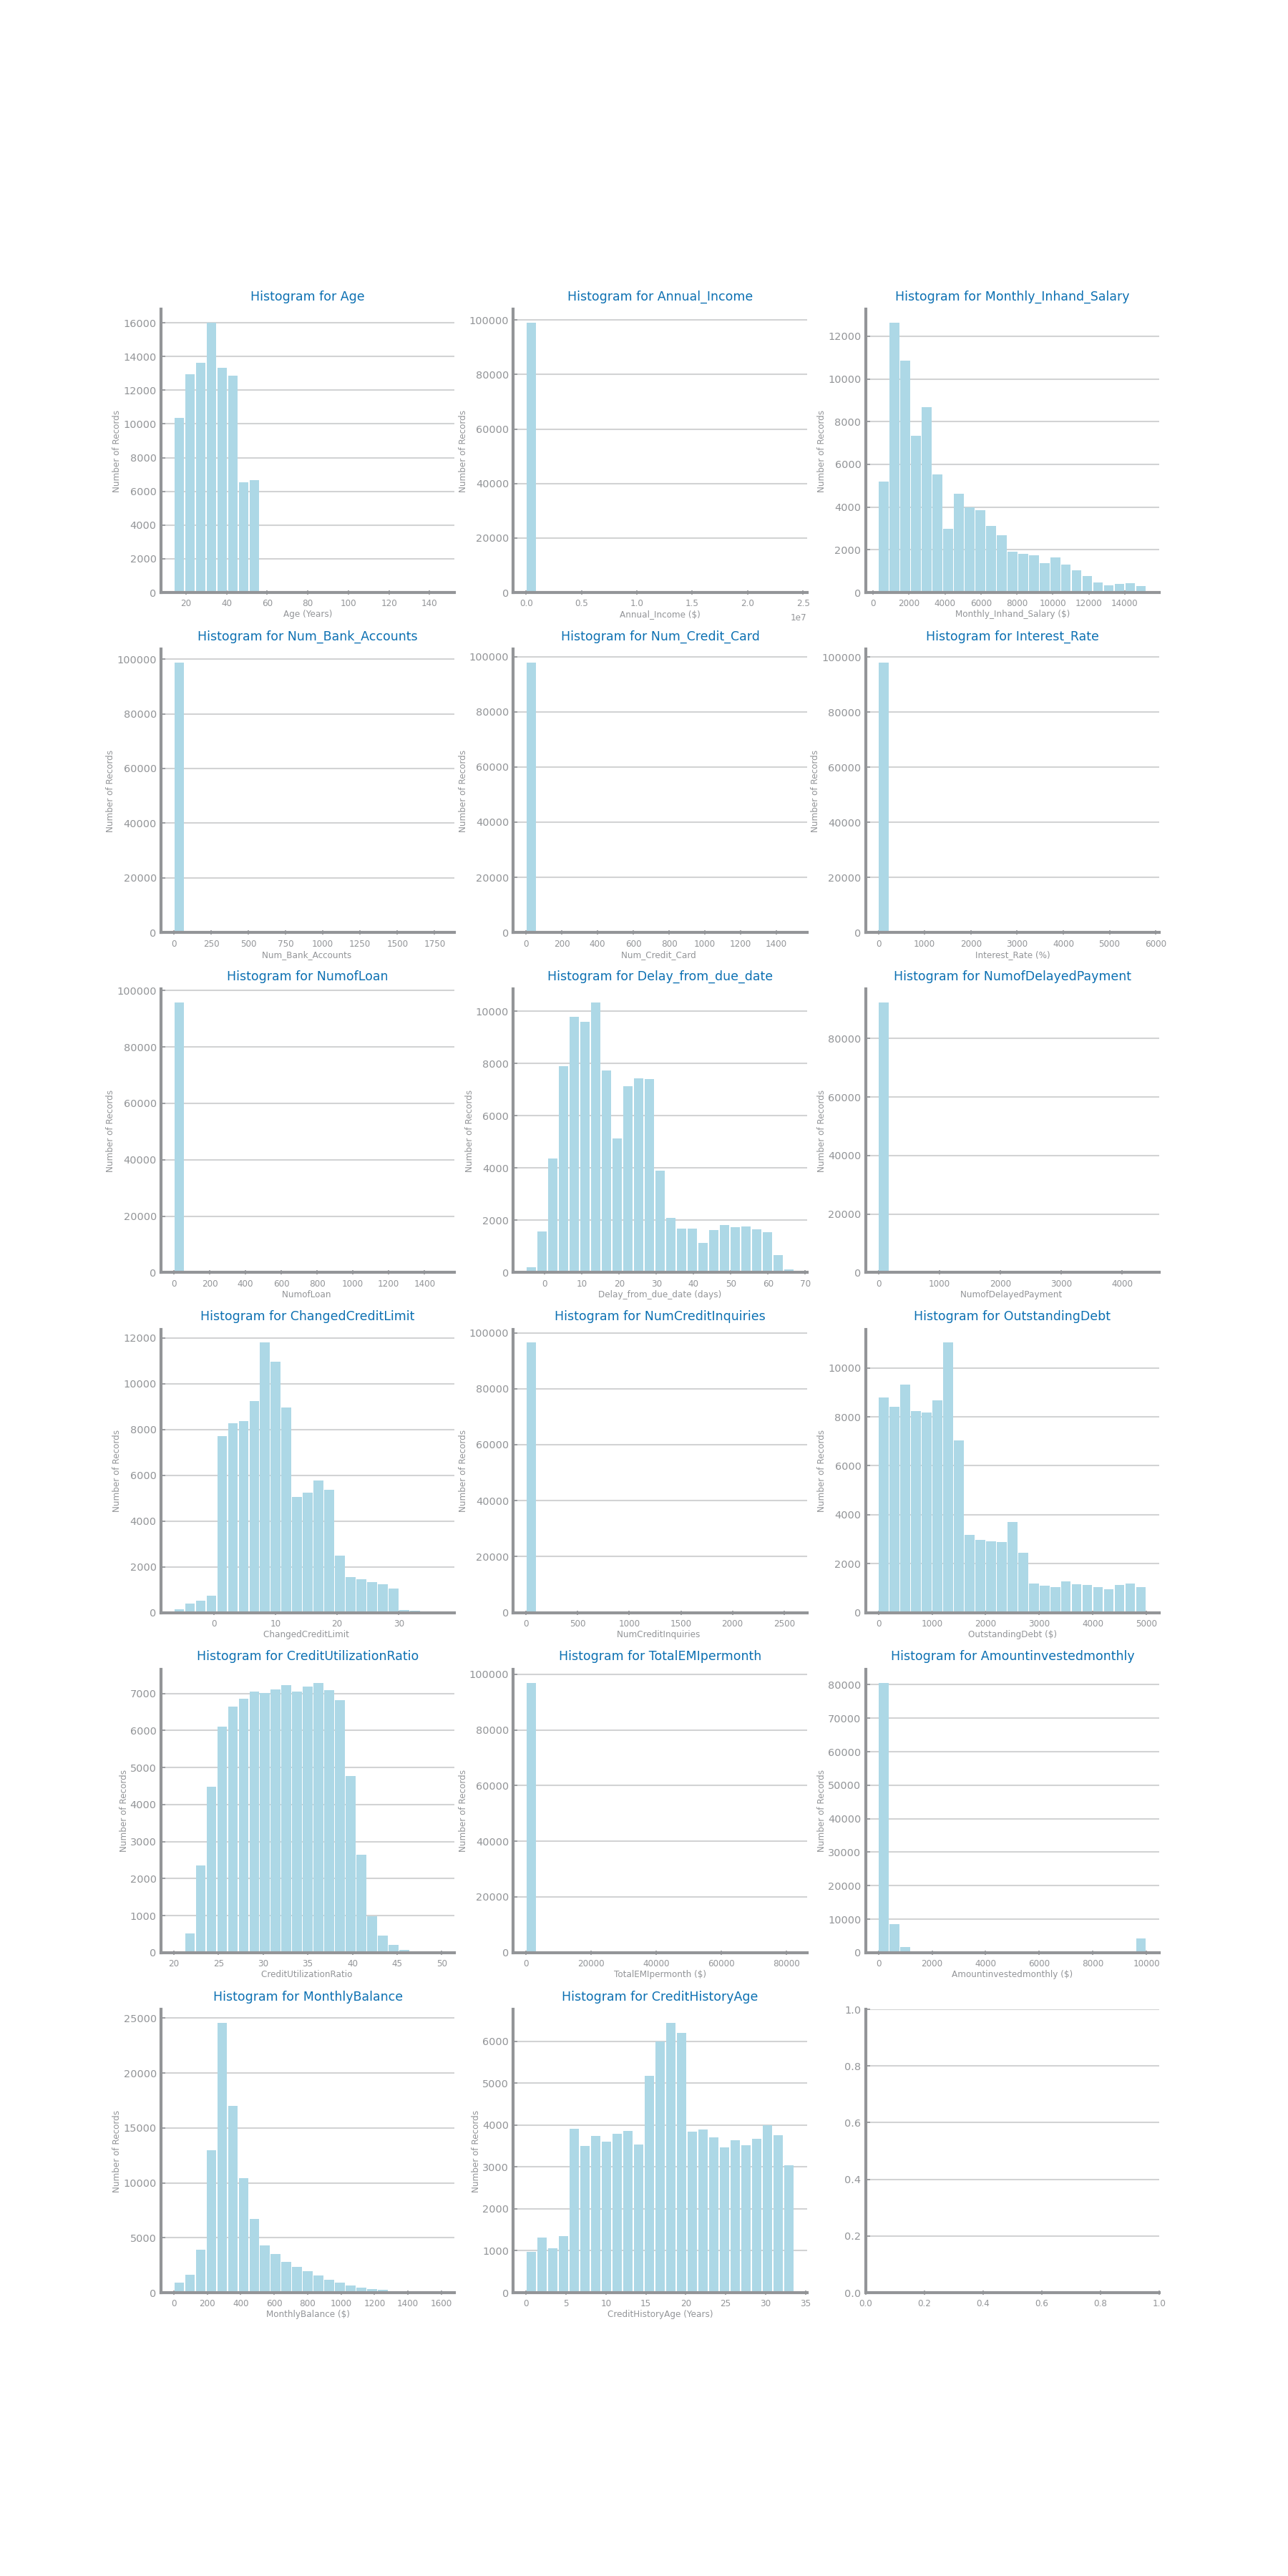 Histogram for Age
Number of Records
16000
14000
12000
10000
8000
6000
4000
2000
0
20 40 60 80 100 120 140
Age (Years)
Histogram for Annual_Income
Number of Records
100000
80000
60000
40000
20000
0
0.0 0.5 1.0 1.5 2.0 2.5
Annual_Income ($)
1e7
Histogram for Monthly_Inhand_Salary
Number of Records
12000
10000
8000
6000
4000
2000
0
0 2000 4000 6000 8000 10000 12000 14000
Monthly_Inhand_Salary ($)
Histogram for Num_Bank_Accounts
Number of Records
100000
80000
60000
40000
20000
0
0 250 500 750 1000 1250 1500 1750
Num_Bank_Accounts
Histogram for Num_Credit_Card
Number of Records
100000
80000
60000
40000
20000
0
0 200 400 600 800 1000 1200 1400
Num_Credit_Card
Histogram for Interest_Rate
Number of Records
100000
80000
60000
40000
20000
0
0 1000 2000 3000 4000 5000 6000
Interest_Rate (%)
Histogram for NumofLoan
Number of Records
100000
80000
60000
40000
20000
0
0 200 400 600 800 1000 1200 1400
NumofLoan
Histogram for Delay_from_due_date
Number of Records
10000
8000
6000
4000
2000
0
0 10 20 30 40 50 60 70
Delay_from_due_date (days)
Histogram for NumofDelayedPayment
Number of Records
80000
60000
40000
20000
0
0 1000 2000 3000 4000
NumofDelayedPayment
Histogram for ChangedCreditLimit
Number of Records
12000
10000
8000
6000
4000
2000
0
0 10 20 30
ChangedCreditLimit
Histogram for NumCreditInquiries
Number of Records
100000
80000
60000
40000
20000
0
0 500 1000 1500 2000 2500
NumCreditInquiries
Histogram for OutstandingDebt
Number of Records
10000
8000
6000
4000
2000
0
0 1000 2000 3000 4000 5000
OutstandingDebt ($)
Histogram for CreditUtilizationRatio
Number of Records
7000
6000
5000
4000
3000
2000
1000
0
20 25 30 35 40 45 50
CreditUtilizationRatio
Histogram for TotalEMIpermonth
Number of Records
100000
80000
60000
40000
20000
0
0 20000 40000 60000 80000
TotalEMIpermonth ($)
Histogram for Amountinvestedmonthly
Number of Records
80000
70000
60000
50000
40000
30000
20000
10000
0
0 2000 4000 6000 8000 10000
Amountinvestedmonthly ($)
Histogram for MonthlyBalance
Number of Records
25000
20000
15000
10000
5000
0
0 200 400 600 800 1000 1200 1400 1600
MonthlyBalance ($)
Histogram for CreditHistoryAge
Number of Records
6000
5000
4000
3000
2000
1000
0
0 5 10 15 20 25 30 35
CreditHistoryAge (Years)
1.0
0.8
0.6
0.4
0.2
0.0
0.0 0.2 0.4 0.6 0.8 1.0